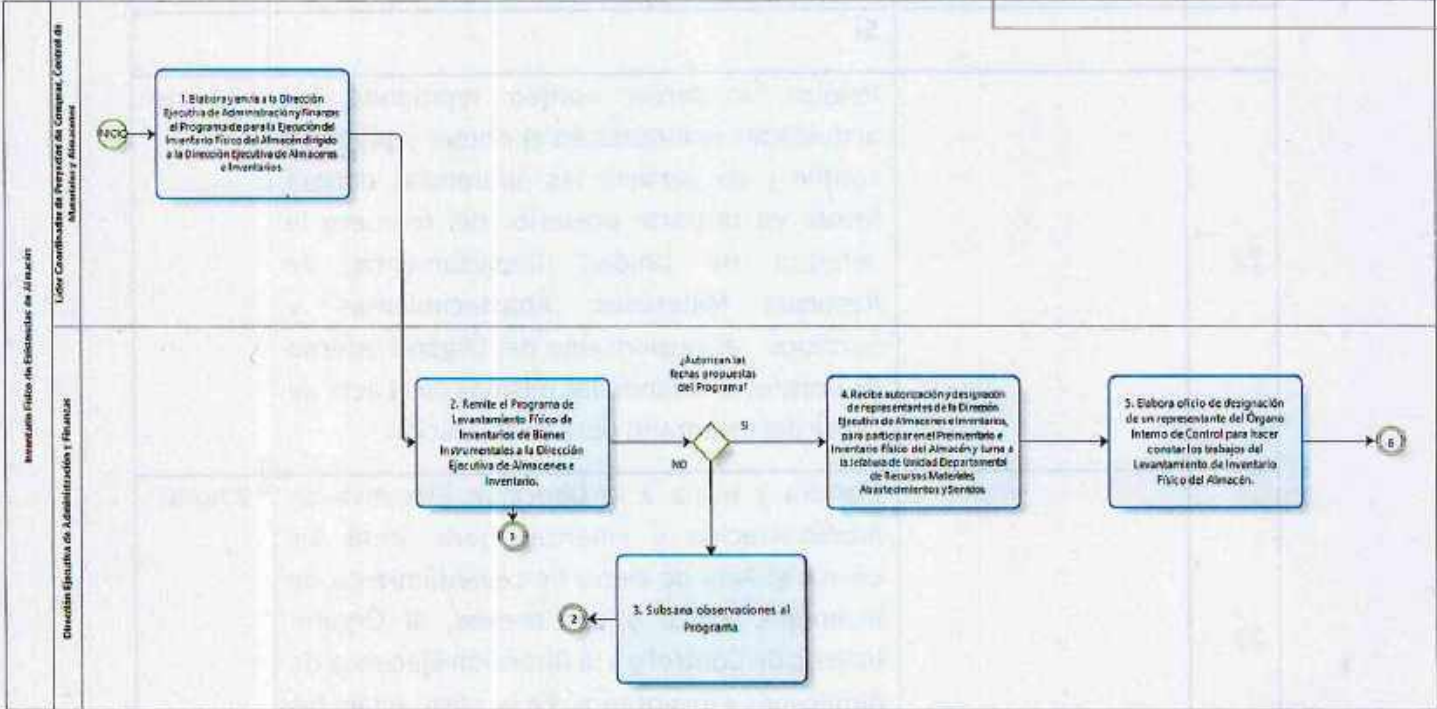 Inventario Físico de Existencias de Almacén
Líder Coordinador de Proyectos de Compras, Control de
Materiales y Almacenes
INICIO
1. Elabora y envía a la Dirección
Ejecutiva de Administración y Finanzas
el Programa de para la Ejecución del
Inventario Físico del Almacén dirigido
a la Dirección Ejecutiva de Almacenes
e Inventarios.
Dirección Ejecutiva de Administración y Finanzas
2. Remite el Programa de
Levantamiento Físico de
Inventarios de Bienes
Instrumentales a la Dirección
Ejecutiva de Almacenes e
Inventario.
¿Autorizan las
fechas propuestas
del Programa?
SI
NO
3. Subsana observaciones al
Programa
2
4. Recibe autorización y designación
de representantes de la Dirección
Ejecutiva de Almacenes e Inventarios,
para participar en el Preinventario e
Inventario Físico del Almacén y turna a
la Jefatura de Unidad Departamental
de Recursos Materiales
Abastecimientos y Servicios
5. Elabora oficio de designación
de un representante del Órgano
Interno de Control para hacer
constar los trabajos del
Levantamiento de Inventario
Físico del Almacén.
6